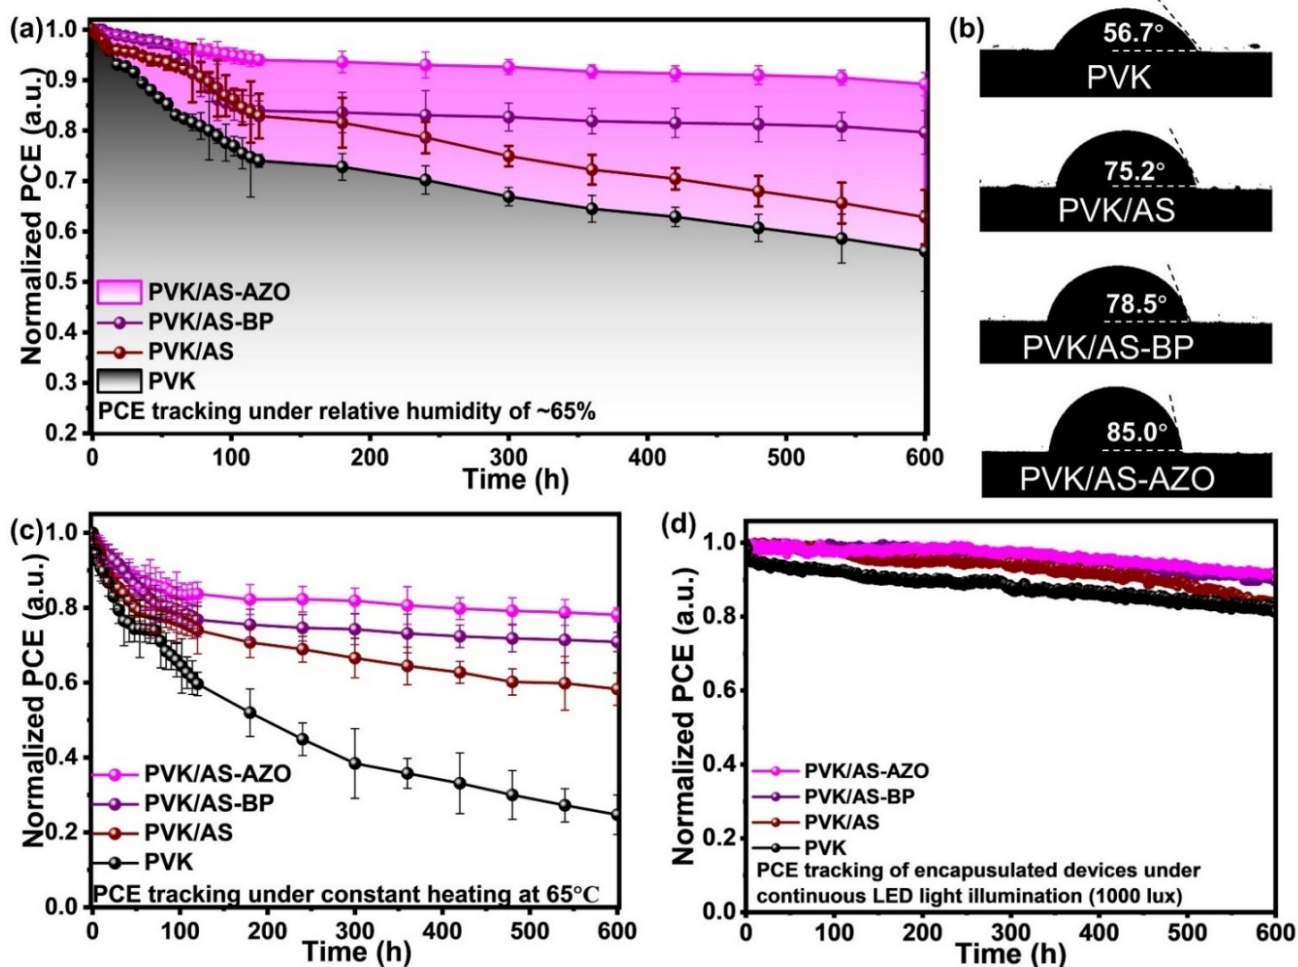 (a)
Normalized PCE (a.u.)
1.0
0.9
0.8
0.7
0.6
0.5
0.4
0.3
0.2
PVK/AS-AZO
PVK/AS-BP
PVK/AS
PVK
PCE tracking under relative humidity of ~65%
0 100 200 300 400 500 600
Time (h)
(b)
56.7°
PVK
75.2°
PVK/AS
78.5°
PVK/AS-BP
85.0°
PVK/AS-AZO
(c)
Normalized PCE (a.u.)
1.0
0.8
0.6
0.4
0.2
0.0
PVK/AS-AZO
PVK/AS-BP
PVK/AS
PVK
PCE tracking under constant heating at 65°C
0 100 200 300 400 500 600
Time (h)
(d)
Normalized PCE (a.u.)
1.0
0.8
0.6
0.4
0.2
0.0
PVK/AS-AZO
PVK/AS-BP
PVK/AS
PVK
PCE tracking of encapusulated devices under
continuous LED light illumination (1000 lux)
0 100 200 300 400 500 600
Time (h)